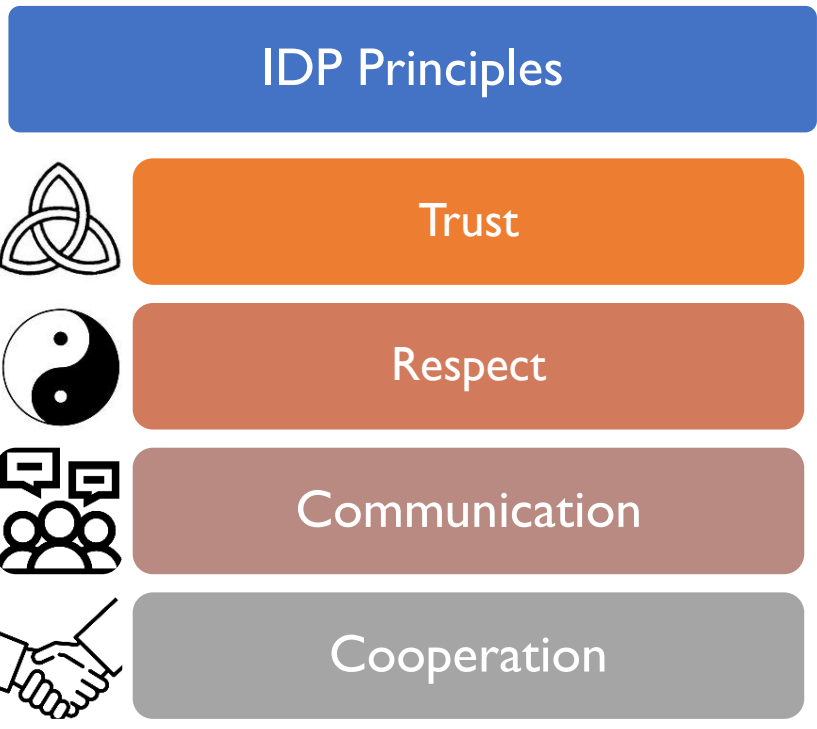 IDP Principles
Trust
Respect
Communication
Cooperation